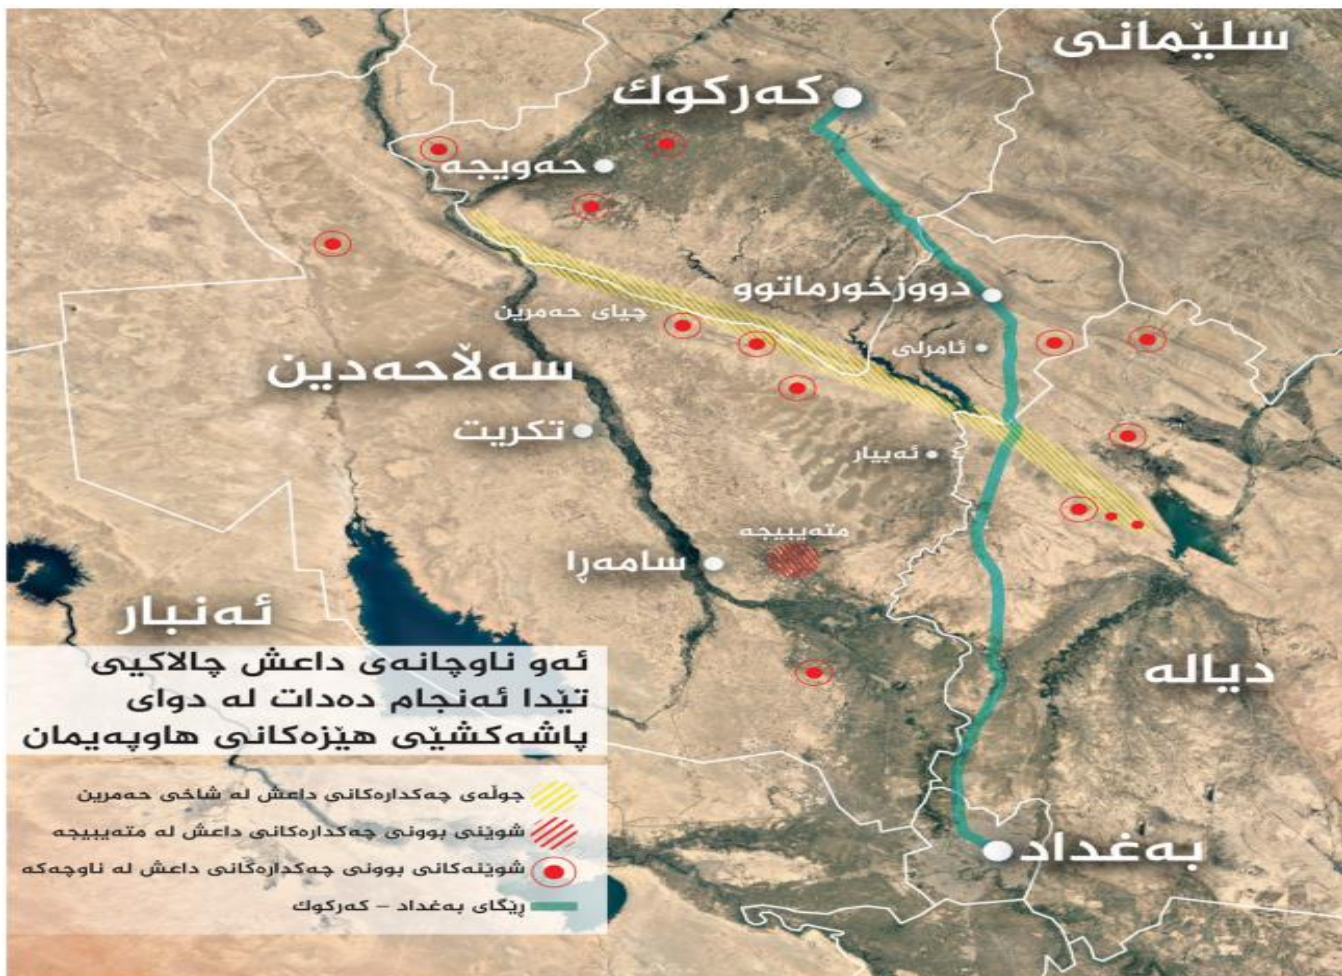 سلێمانی
کەرکوک
حەویجە
دووزخورماتوو
چیای حەمرین
ئامرلی
سەڵاحەدین
تکریت
ئەبیار
متەیبیجە
سامەڕا
ئەنبار
دیالە
ئەو ناوچانەی داعش چالاکیی
تێدا ئەنجام دەدات لە دوای
پاشەکشێی هێزەکانی هاوپەیمان
جوڵەی چەکدارەکانی داعش لە شاخی حەمرین
شوێنی بوونی چەکدارەکانی داعش لە متەیبیجە
شوێنەکانی بوونی چەکدارەکانی داعش لە ناوچەکە
ڕێگای بەغداد – کەرکوک
بەغداد